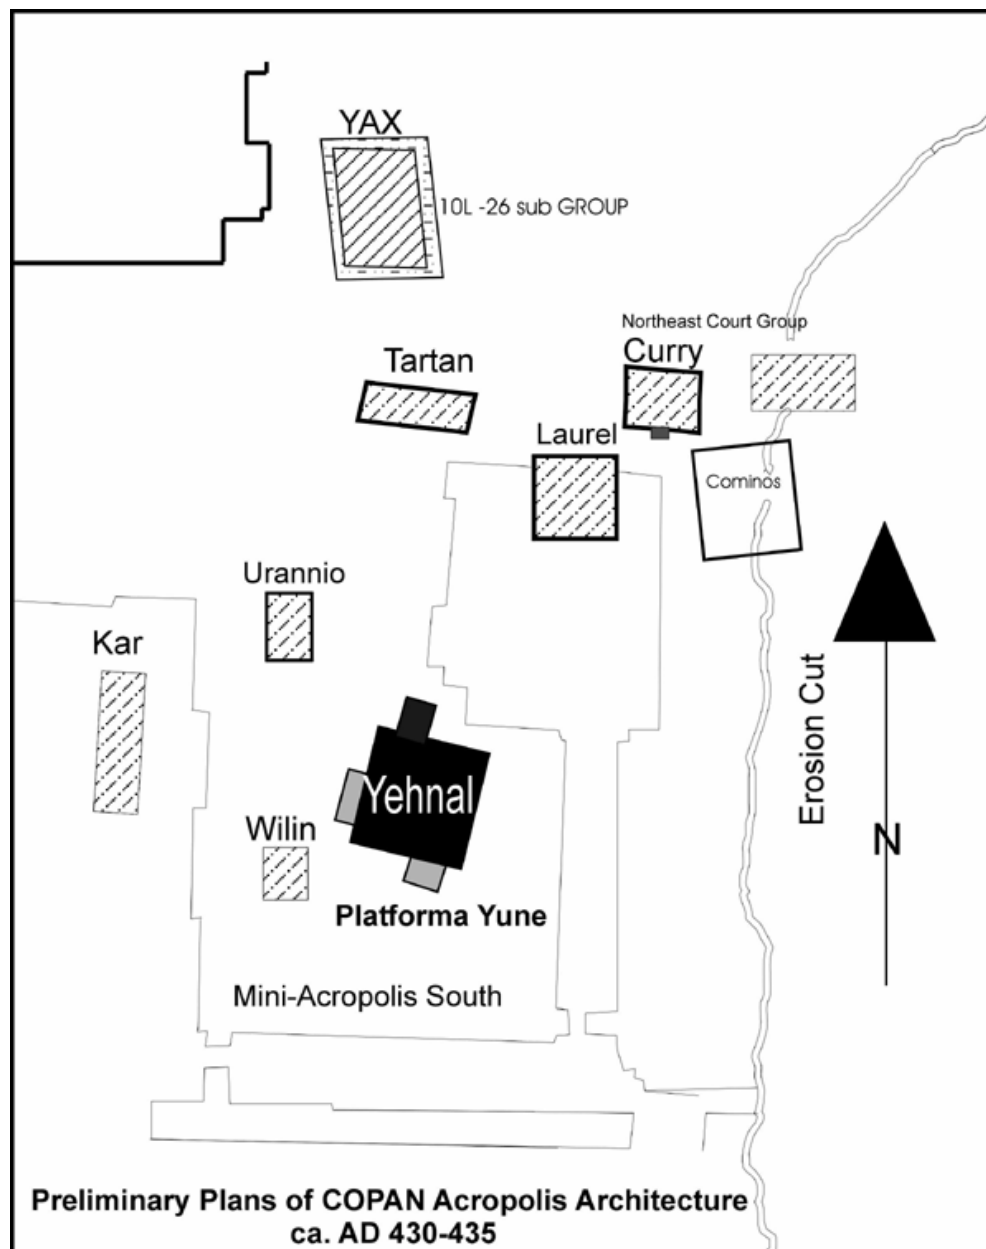 YAX
10L -26 sub GROUP
Northeast Court Group
Curry
Tartan
Laurel
Cominos
Urannio
Kar
Erosion Cut
Yehnal
Wilin
N
Platforma Yune
Mini-Acropolis South
Preliminary Plans of COPAN Acropolis Architecture
ca. AD 430-435